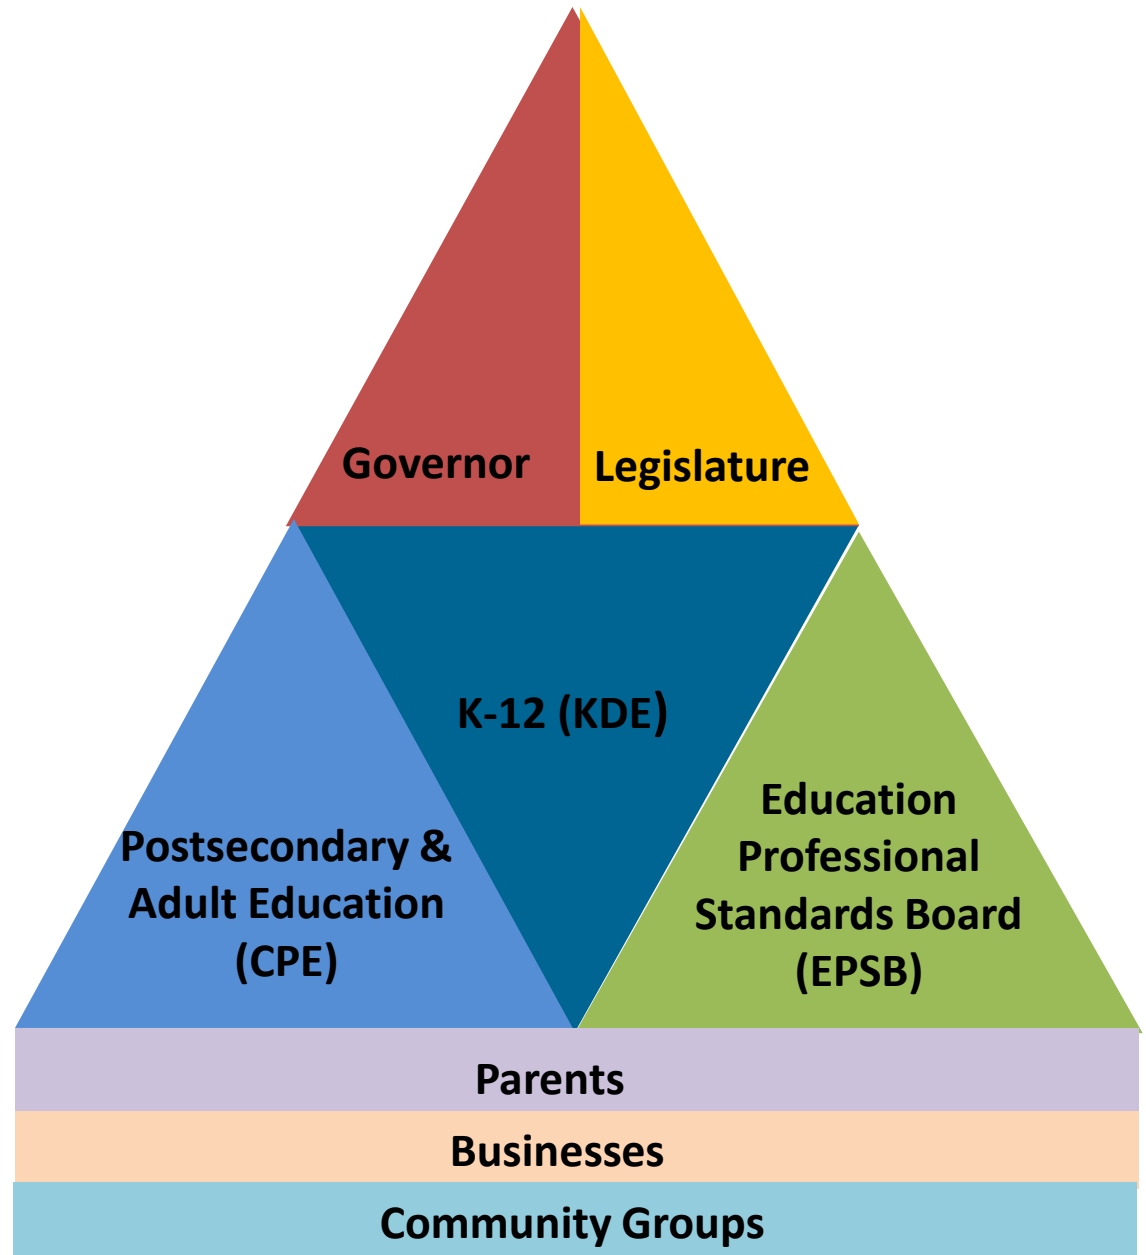 Governor
Legislature
K-12 (KDE)
Postsecondary &
Adult Education
(CPE)
Education
Professional
Standards Board
(EPSB)
Parents
Businesses
Community Groups